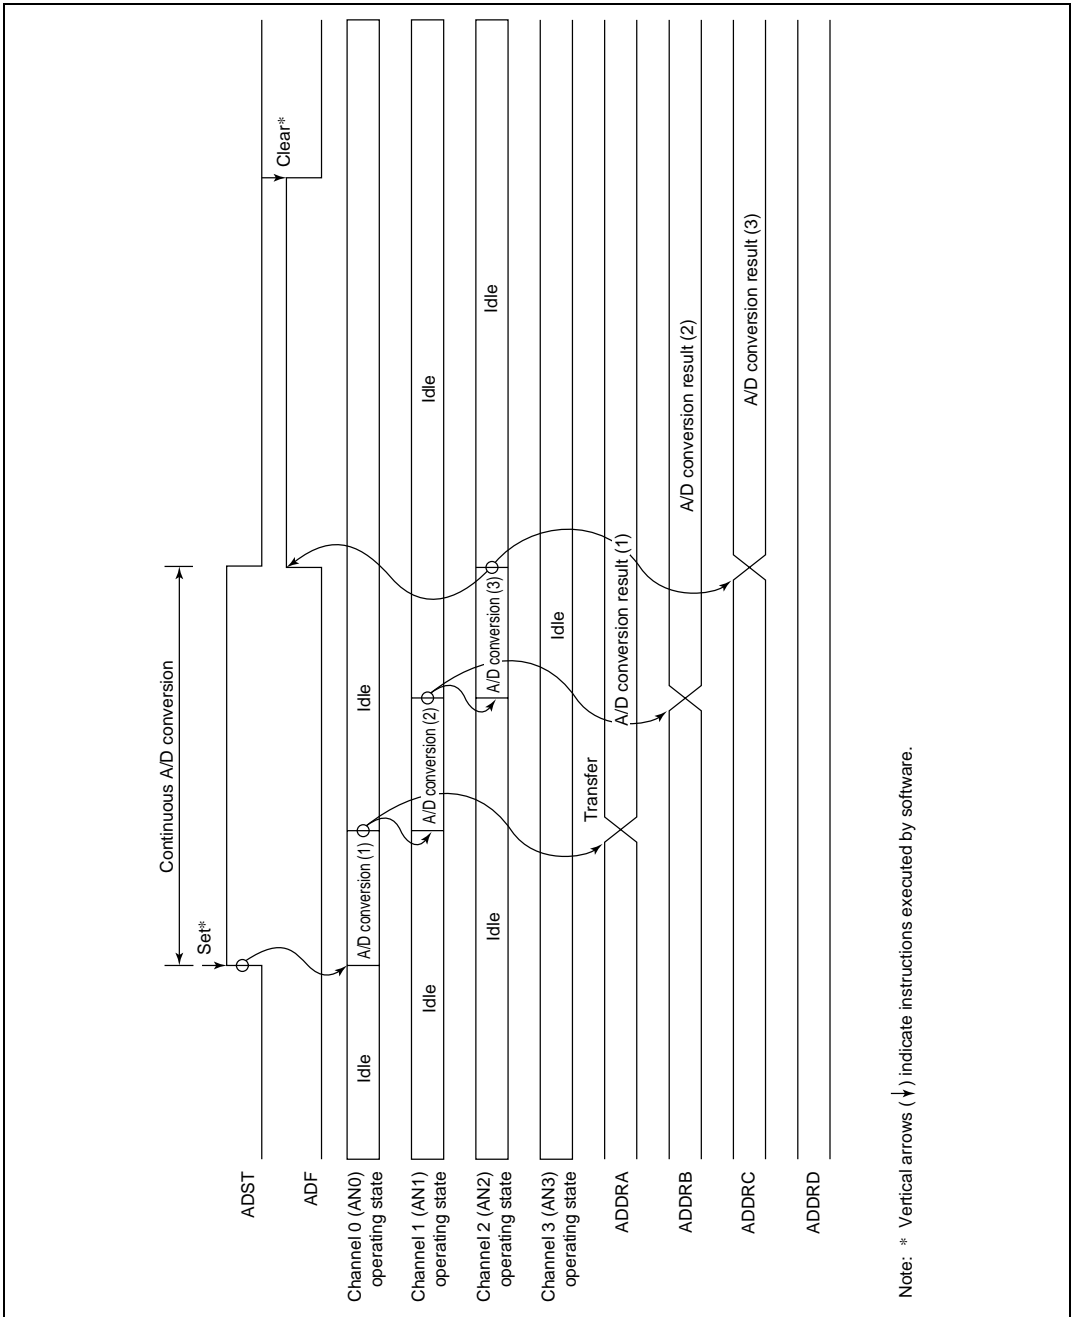 Continuous A/D conversion
Set*
Clear*
ADST
ADF
Channel 0 (AN0)
operating state
Idle
A/D conversion (1)
Idle
Channel 1 (AN1)
operating state
Idle
A/D conversion (2)
Idle
Channel 2 (AN2)
operating state
Idle
A/D conversion (3)
Idle
Channel 3 (AN3)
operating state
Idle
Transfer
ADDRA
A/D conversion result (1)
ADDRB
A/D conversion result (2)
ADDRC
A/D conversion result (3)
ADDRD
Note: * Vertical arrows (↓) indicate instructions executed by software.